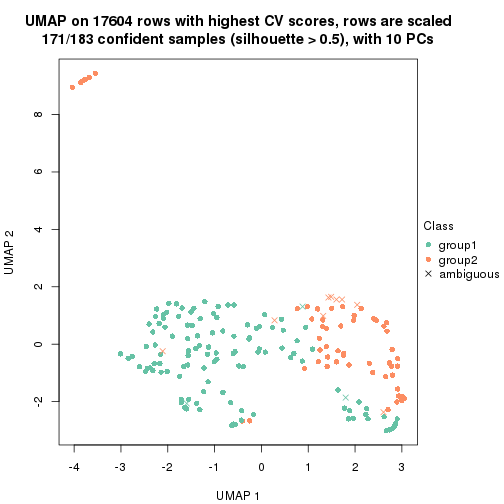 UMAP on 17604 rows with highest CV scores, rows are scaled
171/183 confident samples (silhouette > 0.5), with 10 PCs
8
6
4
2
0
-2
UMAP 2
-4
-3
-2
-1
0
1
2
3
UMAP 1
Class
group1
group2
ambiguous